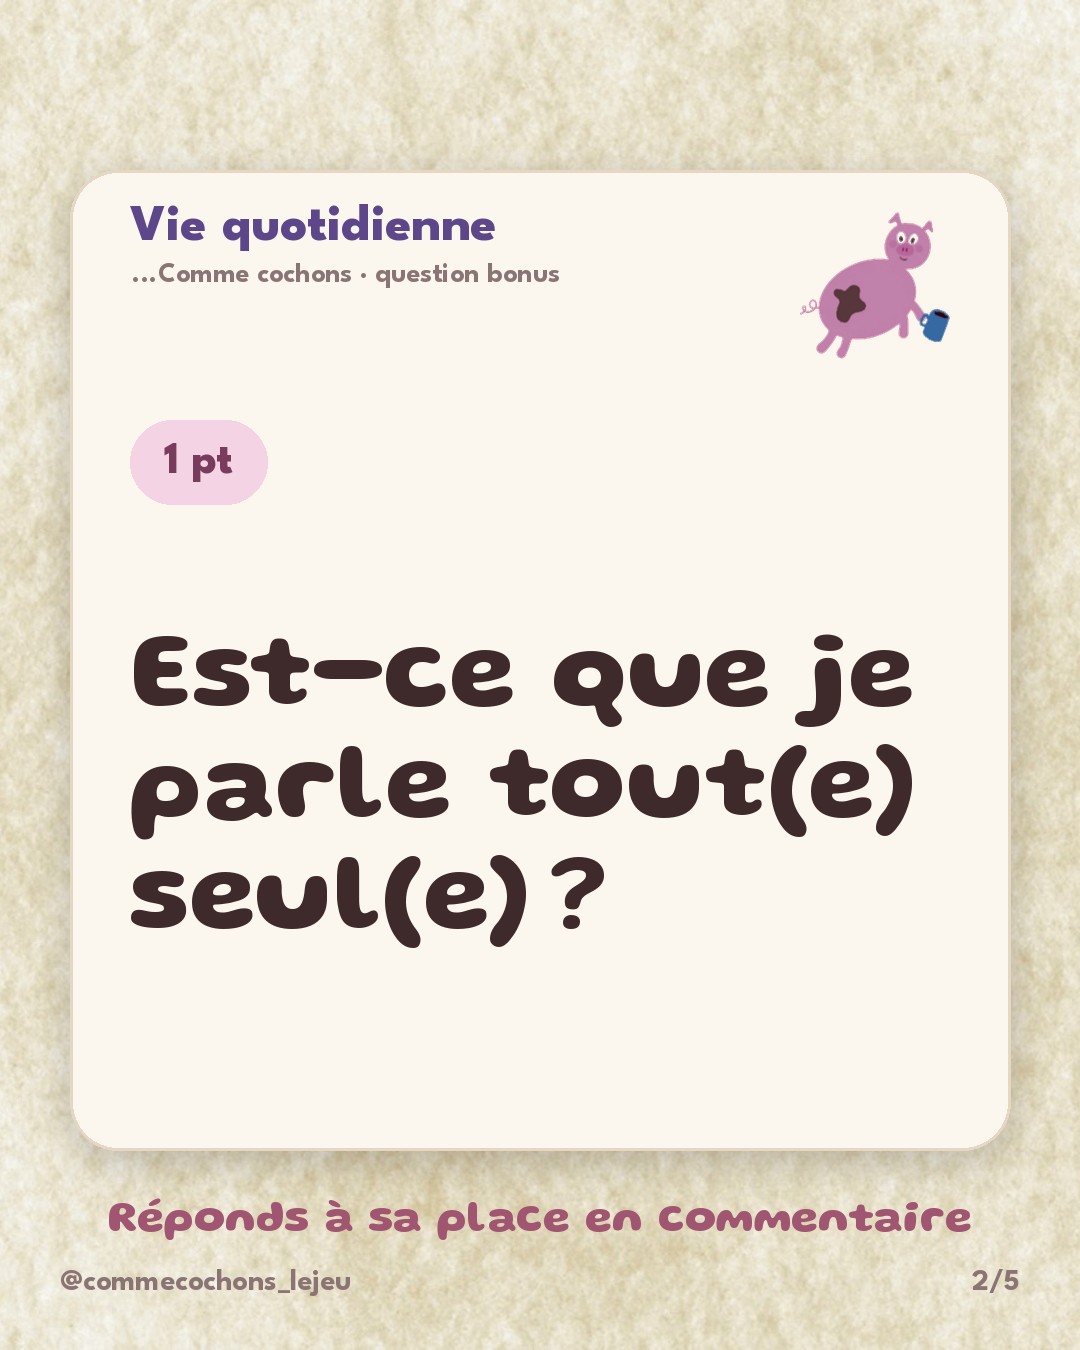 Vie quotidienne
...Comme cochons · question bonus
1 pt
Est-ce que je
parle tout(e)
seul(e) ?
Réponds à sa place en commentaire
@commecochons_lejeu
2/5